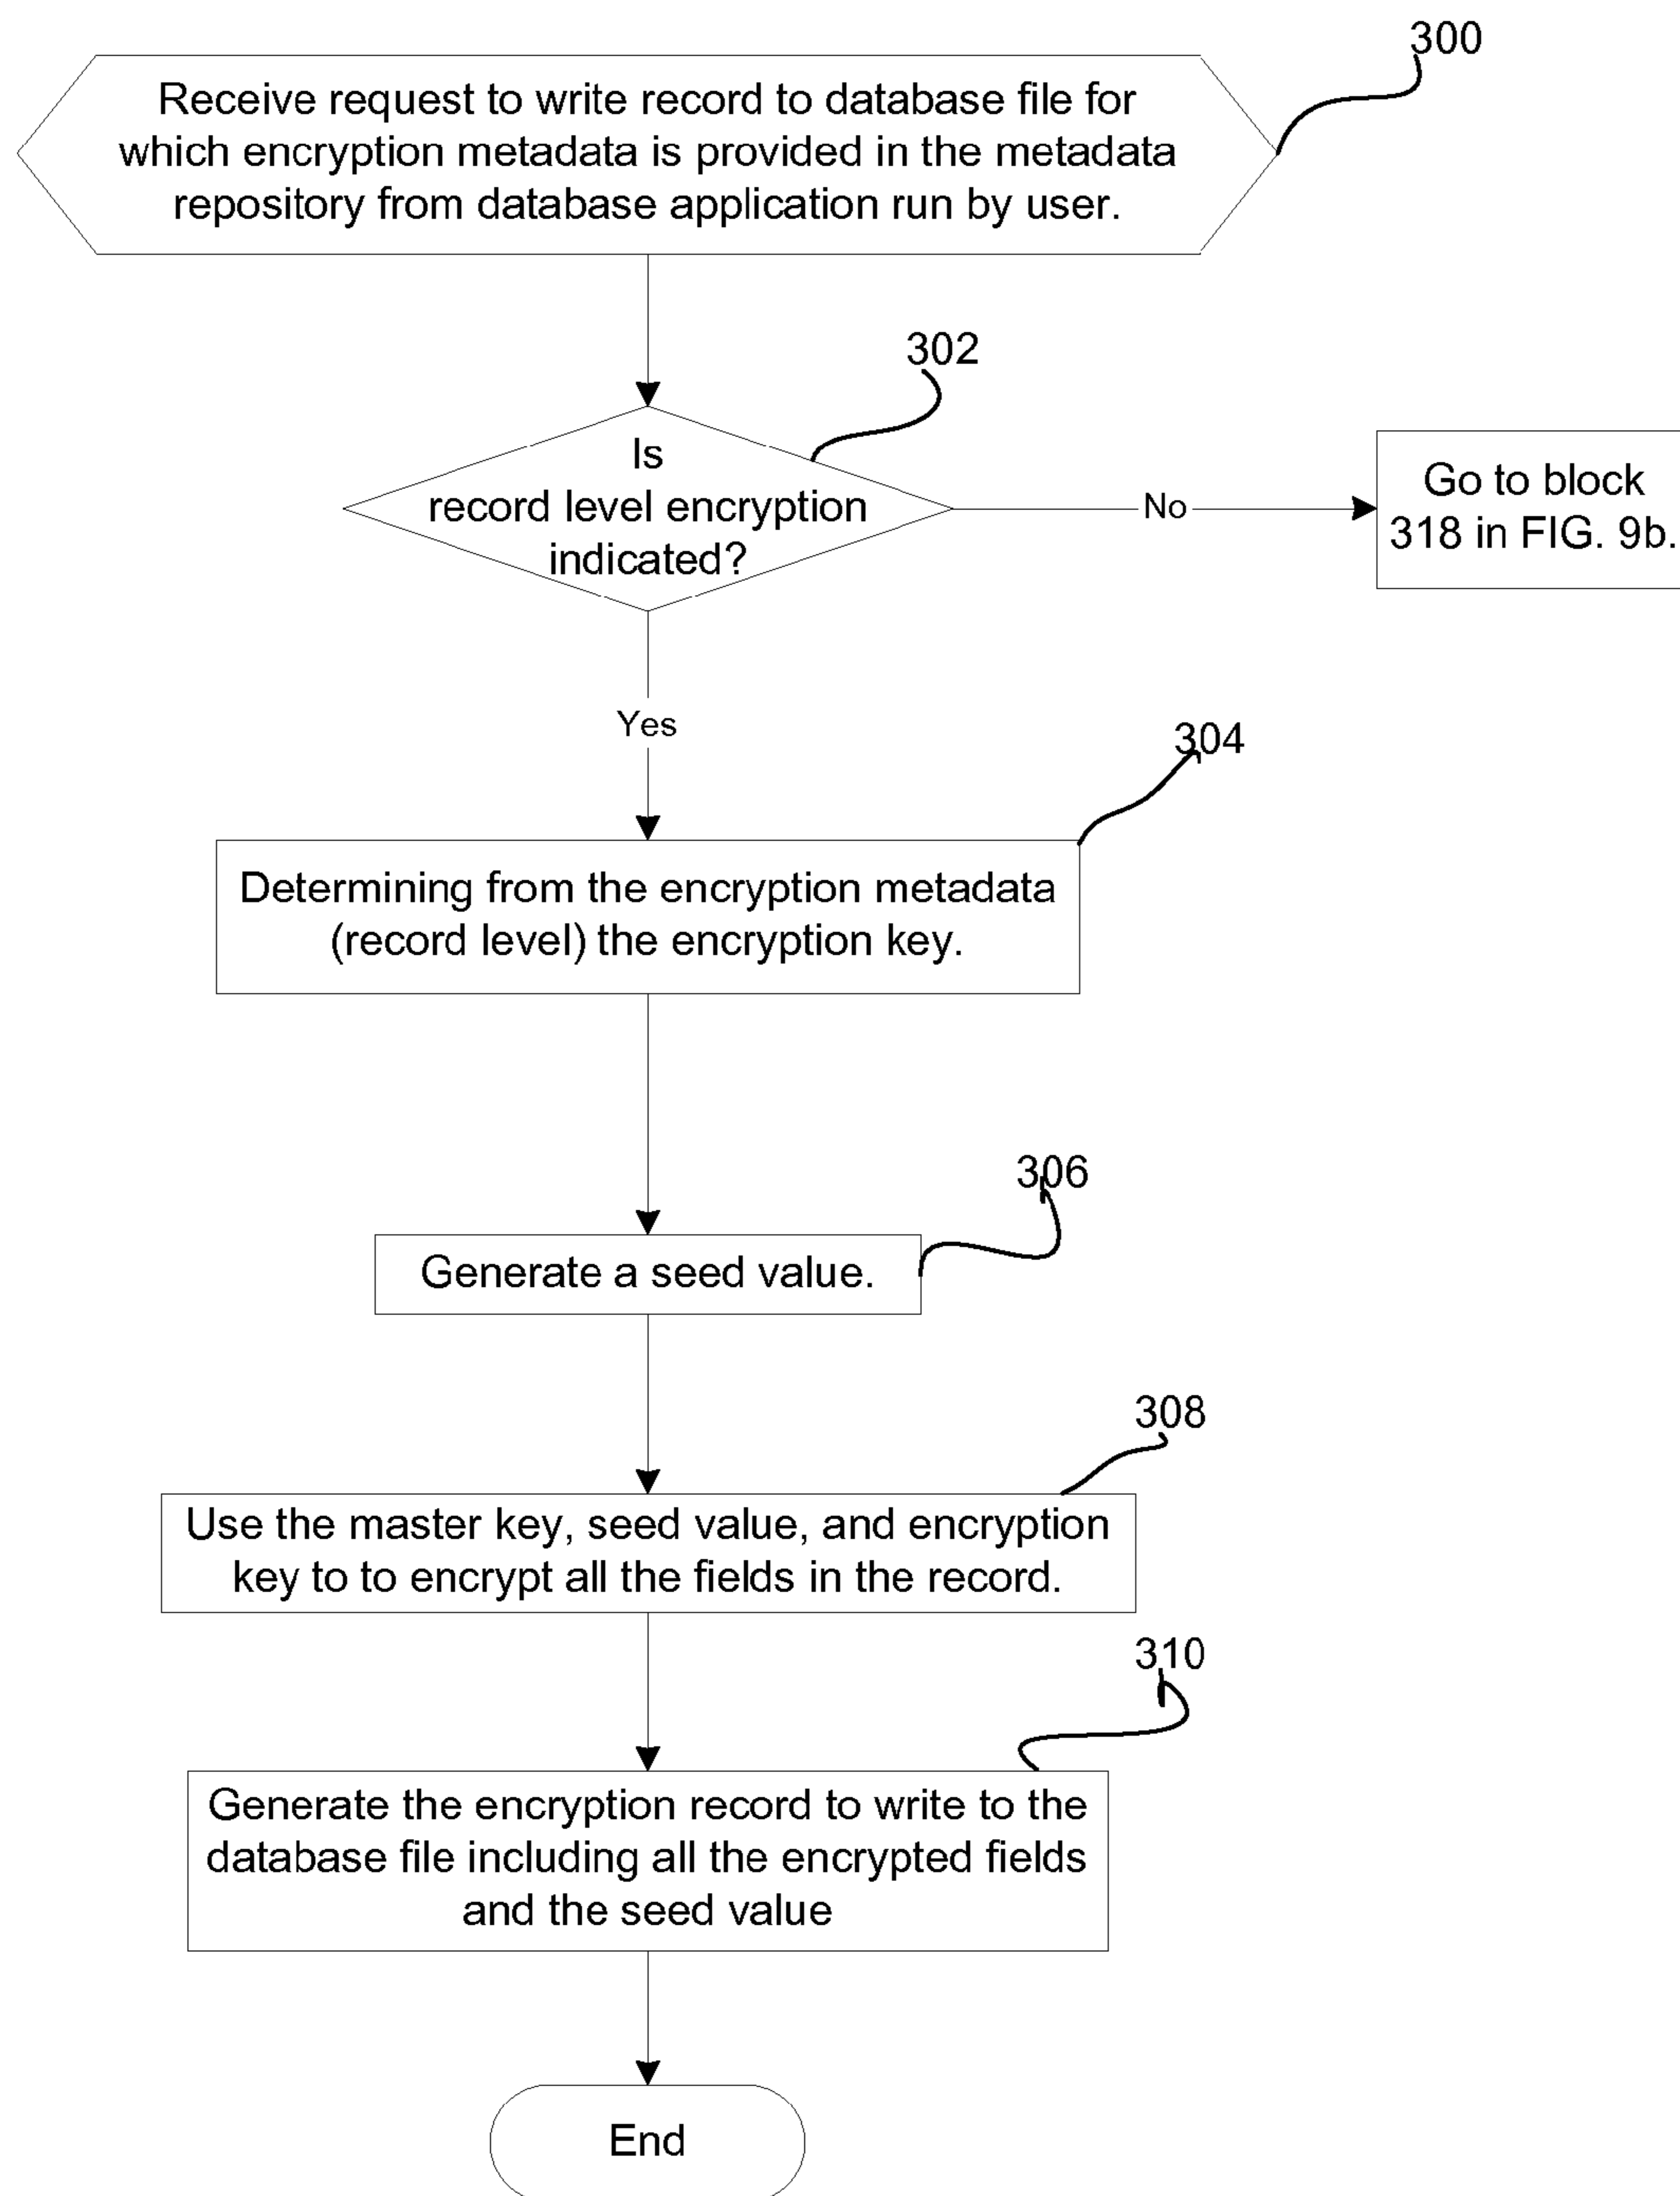 300
Receive request to write record to database file for
which encryption metadata is provided in the metadata
repository from database application run by user.
302
Is
record level encryption
indicated?
No
Go to block
318 in FIG. 9b.
Yes
304
Determining from the encryption metadata
(record level) the encryption key.
306
Generate a seed value.
308
Use the master key, seed value, and encryption
key to to encrypt all the fields in the record.
310
Generate the encryption record to write to the
database file including all the encrypted fields
and the seed value
End